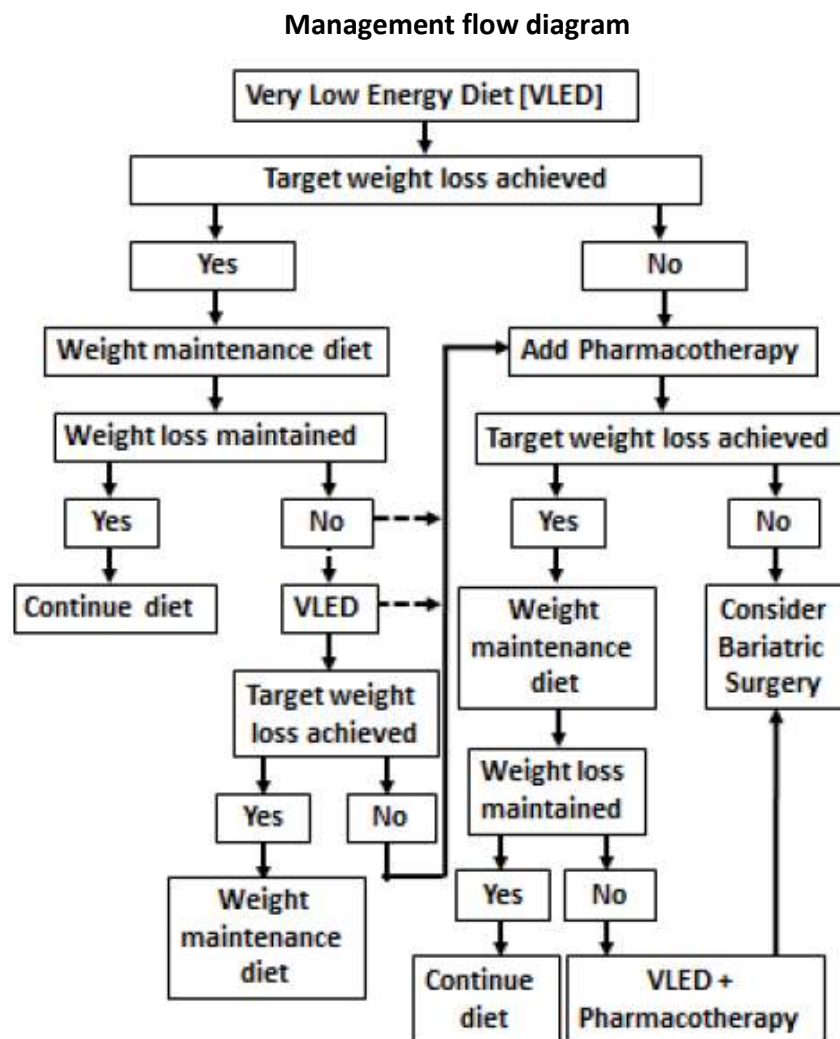 Management flow diagram
Very Low Energy Diet [VLED]
Target weight loss achieved
Yes
No
Weight maintenance diet
Add Pharmacotherapy
Weight loss maintained
Target weight loss achieved
Yes
No
Yes
No
Continue diet
VLED
Weight
maintenance
diet
Consider
Bariatric
Surgery
Target weight
loss achieved
Weight loss
maintained
Yes
No
Yes
No
Weight
maintenance
diet
Continue
diet
VLED +
Pharmacotherapy